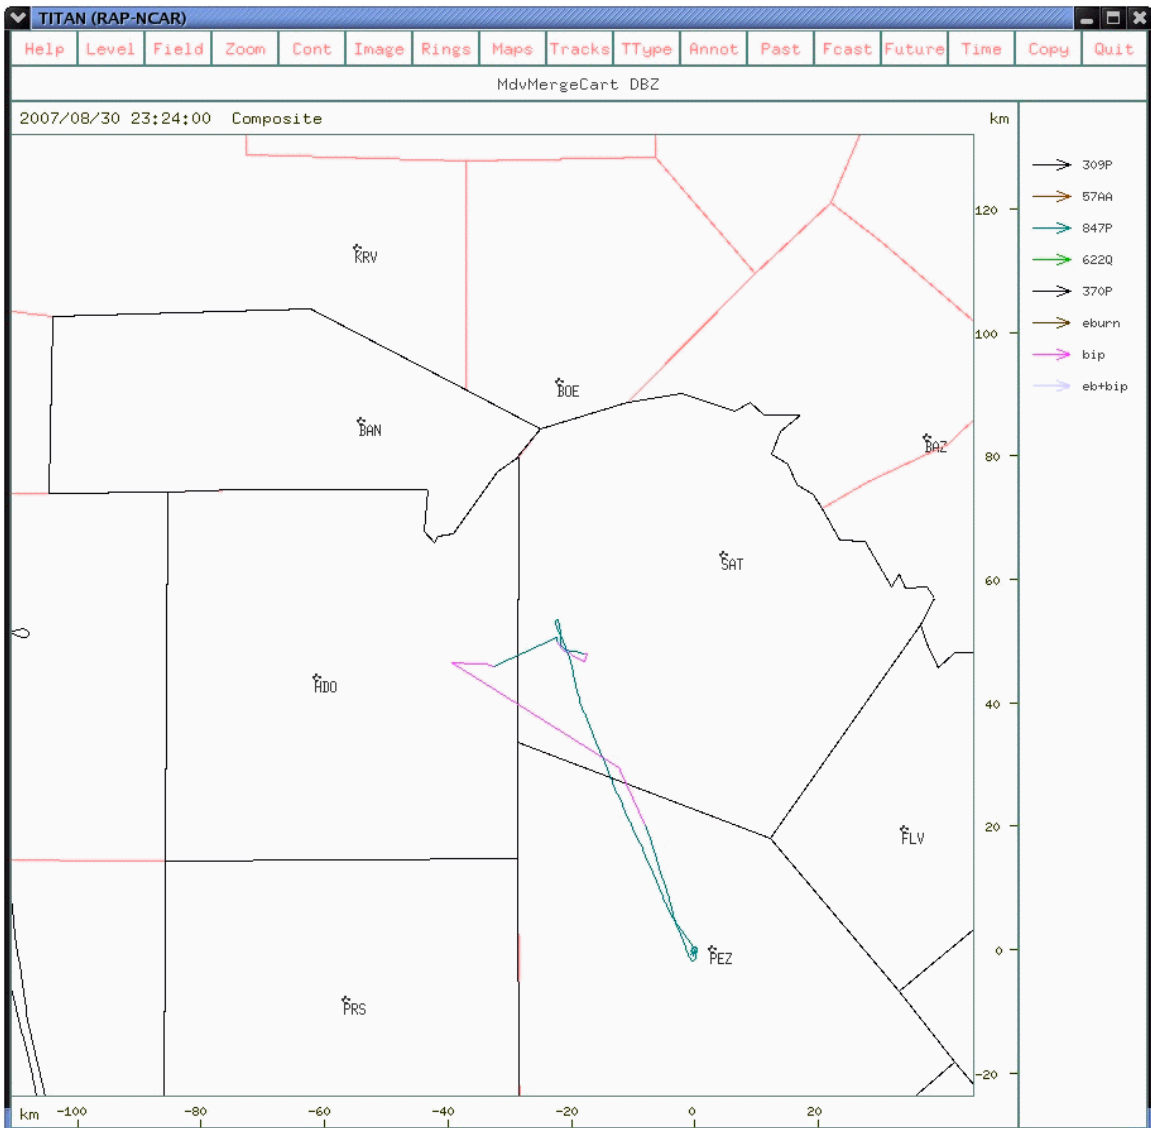 TITAN (RAP-NCAR)
Help Level Field Zoom Cont Image Rings Maps Tracks TType Annot Past Fcast Future Time Copy Quit
MdvMergeCart DBZ
2007/08/30 23:24:00 Composite km
309P
57AA
847P
622Q
370P
eburn
bip
eb+bip
120
100
80
60
40
20
0
-20
KRV
BOE
BAN
BAZ
SAT
ADO
FLV
PEZ
PRS
km -100 -80 -60 -40 -20 0 20